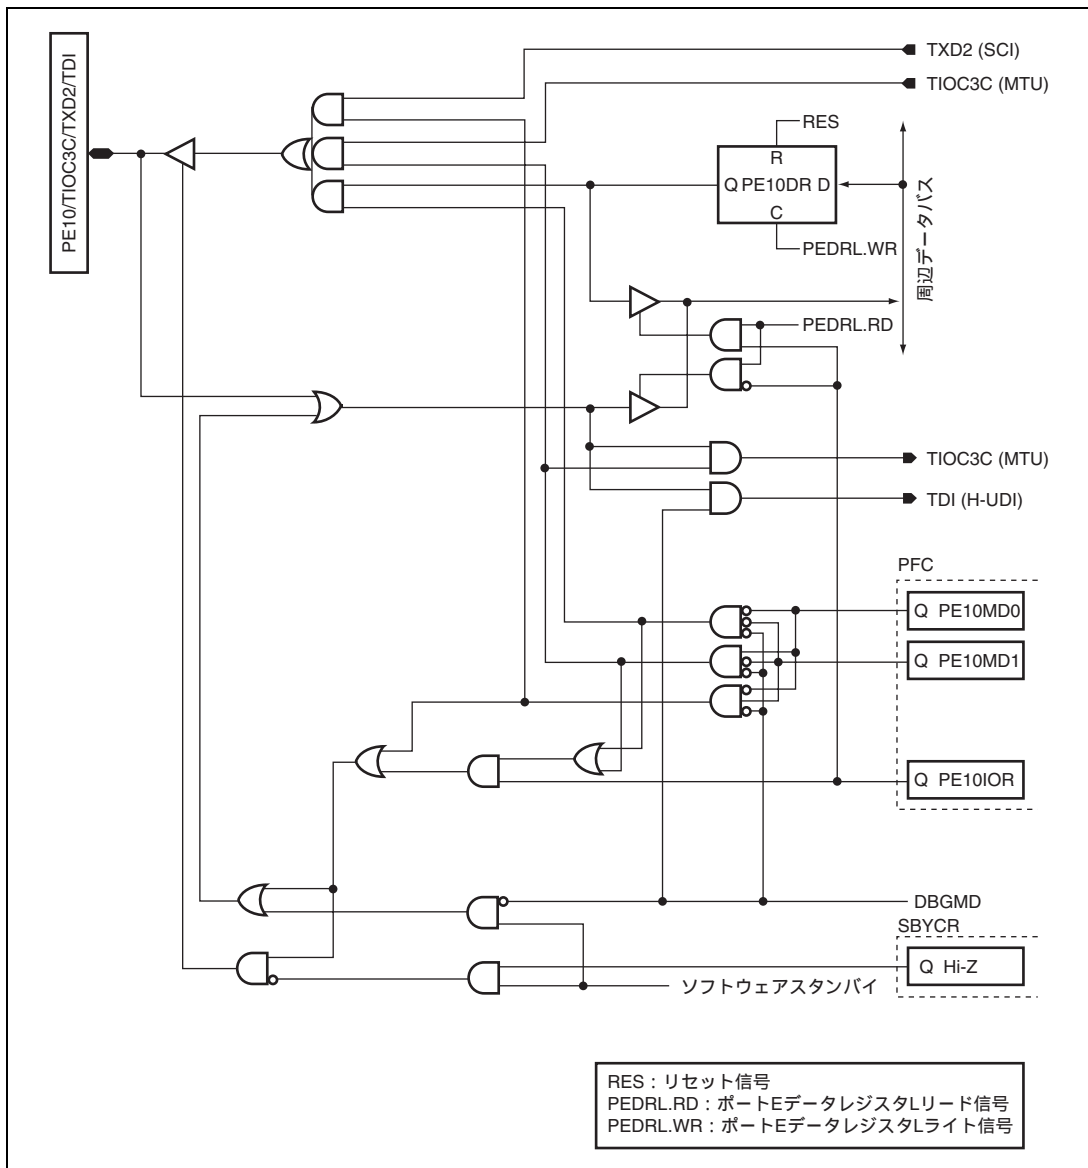 PE10/TIOC3C/TXD2/TDI
TXD2 (SCI)
TIOC3C (MTU)
RES
R
Q PE10DR D
C
PEDRL.WR
周辺データバス
PEDRL.RD
TIOC3C (MTU)
TDI (H-UDI)
PFC
Q PE10MD0
Q PE10MD1
Q PE10IOR
DBGMD
SBYCR
Q Hi-Z
ソフトウェアスタンバイ
RES：リセット信号
PEDRL.RD：ポートEデータレジスタLリード信号
PEDRL.WR：ポートEデータレジスタLライト信号